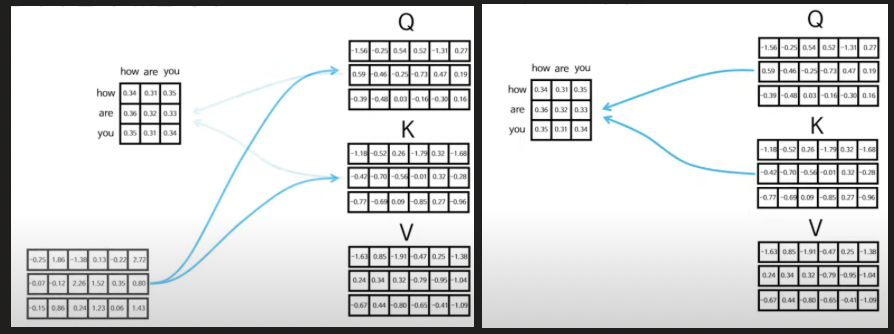 how are you
how 0.34 0.31 0.35
are 0.36 0.32 0.33
you 0.35 0.31 0.34
-0.25 1.86 -1.38 0.13 -0.22 2.72
-0.07 -0.12 2.26 1.52 0.35 0.80
-0.15 0.86 0.24 1.23 0.06 1.43
Q
-1.56 -0.25 0.54 0.52 -1.31 0.27
0.59 -0.46 -0.25 -0.73 0.47 0.19
-0.39 -0.48 0.03 -0.16 -0.30 0.16
K
-1.18 -0.52 0.26 -1.79 0.32 -1.68
-0.42 -0.70 -0.56 -0.01 0.32 -0.28
-0.77 -0.69 0.09 -0.85 0.27 -0.96
V
-1.63 0.85 -1.91 -0.47 0.25 -1.38
0.24 0.34 0.32 -0.79 -0.95 -1.04
-0.67 0.44 -0.80 -0.65 -0.41 -1.09
how are you
how 0.34 0.31 0.35
are 0.36 0.32 0.33
you 0.35 0.31 0.34
Q
-1.56 -0.25 0.54 0.52 -1.31 0.27
0.59 -0.46 -0.25 -0.73 0.47 0.19
-0.39 -0.48 0.03 -0.16 -0.30 0.16
K
-1.18 -0.52 0.26 -1.79 0.32 -1.68
-0.42 -0.70 -0.56 -0.01 0.32 -0.28
-0.77 -0.69 0.09 -0.85 0.27 -0.96
V
-1.63 0.85 -1.91 -0.47 0.25 -1.38
0.24 0.34 0.32 -0.79 -0.95 -1.04
-0.67 0.44 -0.80 -0.65 -0.41 -1.09